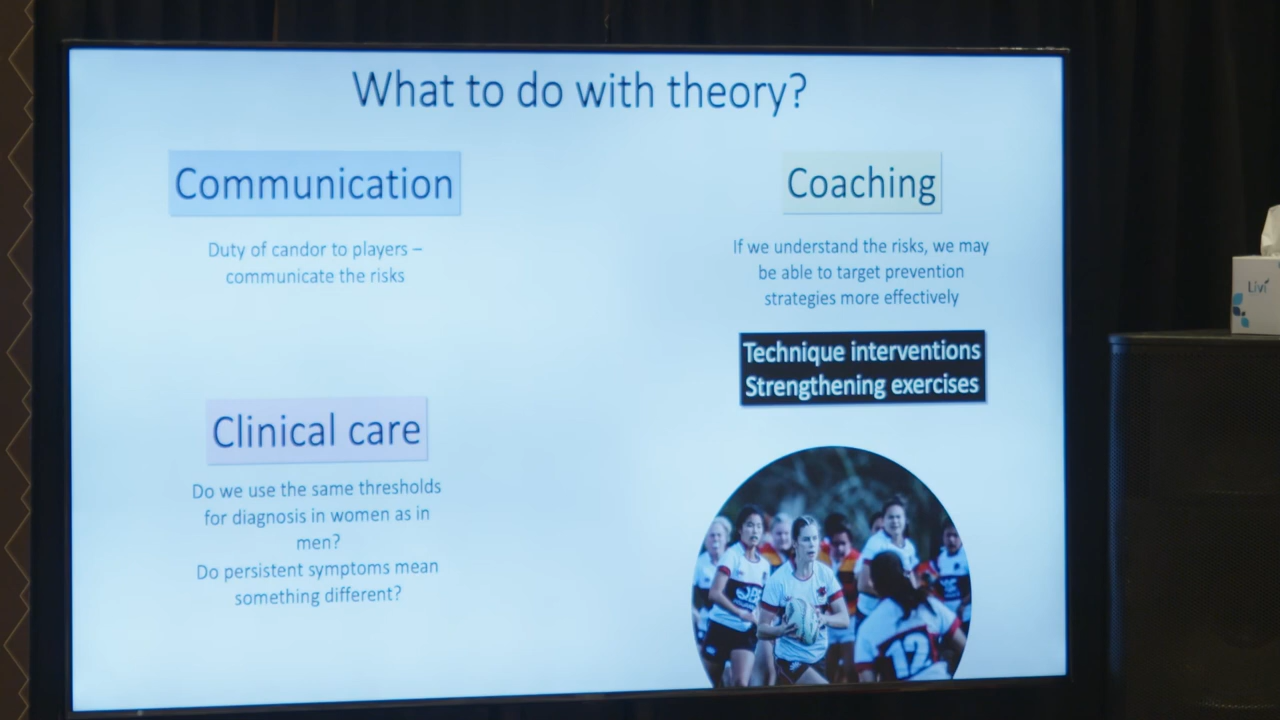 What to do with theory?
Communication
Duty of candor to players –
communicate the risks
Clinical care
Do we use the same thresholds
for diagnosis in women as in
men?
Do persistent symptoms mean
something different?
Coaching
If we understand the risks, we may
be able to target prevention
strategies more effectively
Technique interventions
Strengthening exercises
12
Livi